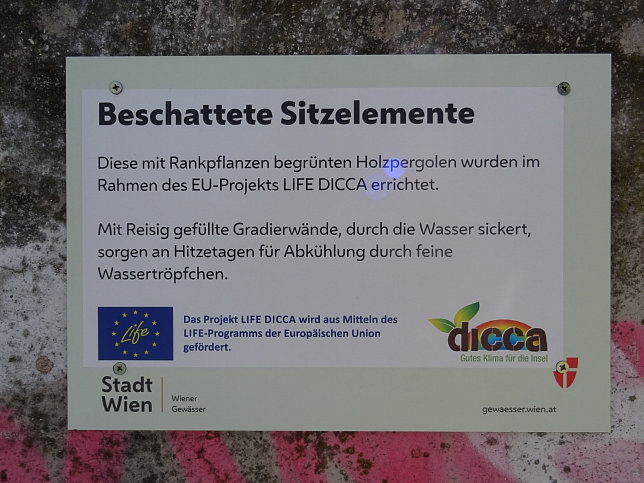 Beschattete Sitzelemente
Diese mit Rankpflanzen begrünten Holzpergolen wurden im
Rahmen des EU-Projekts LIFE DICCA errichtet.
Mit Reisig gefüllte Gradierwände, durch die Wasser sickert,
sorgen an Hitzetagen für Abkühlung durch feine
Wassertröpfchen.
Life
Das Projekt LIFE DICCA wird aus Mitteln des
LIFE-Programms der Europäischen Union
gefördert.
dicca
Gutes Klima für die Insel
Stadt
Wien
Wiener
Gewässer
gewaesser.wien.at